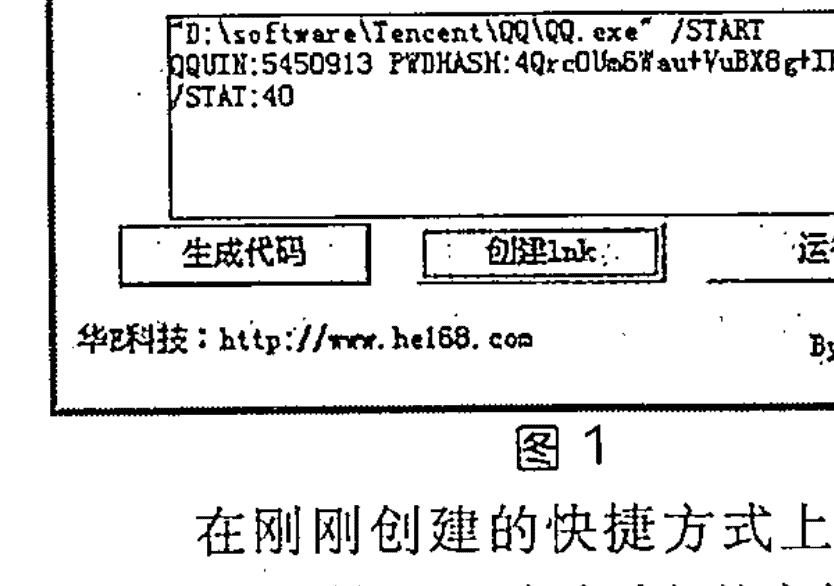 "D:\software\Tencent\QQ\QQ.exe" /START
QQUIN:5450913 PWDHASH:4QrcOUm6Wau+VuBX8g+I
/STAT:40
生成代码
创建lnk
运
华E科技：http://www.he168.com
By
图 1
在刚刚创建的快捷方式上